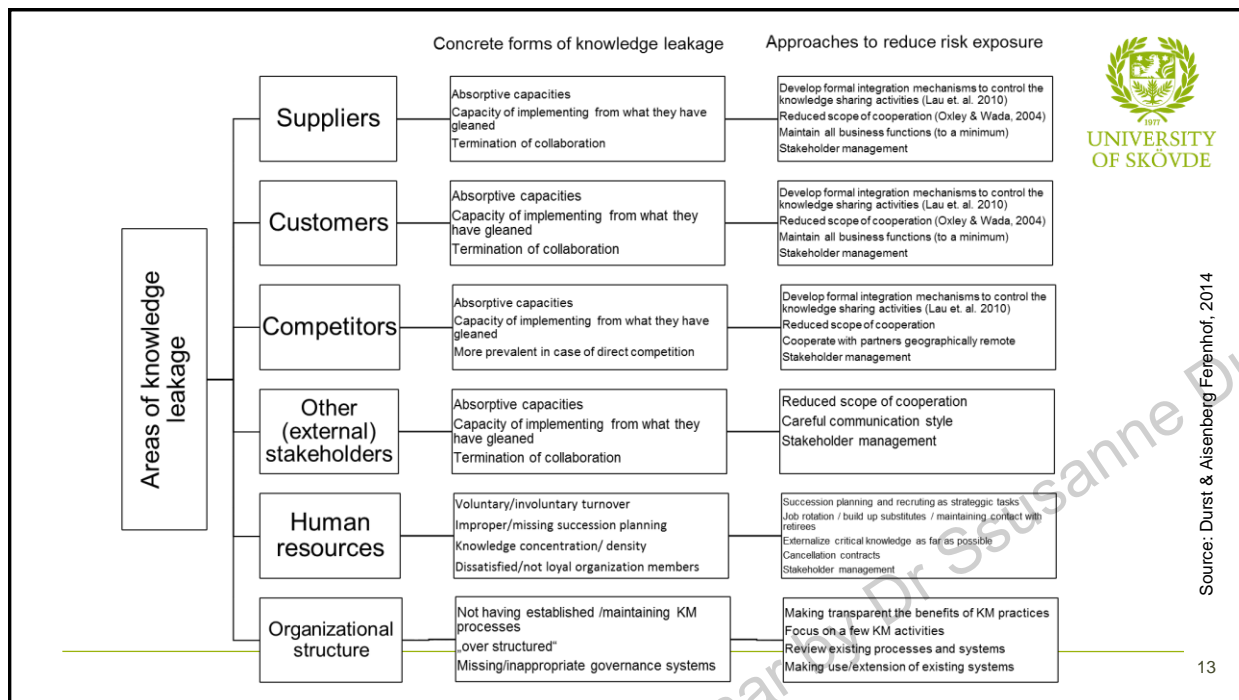 Concrete forms of knowledge leakage
Approaches to reduce risk exposure
1977
UNIVERSITY
OF SKÖVDE
Areas of knowledge
leakage
Suppliers
Absorptive capacities
Capacity of implementing from what they have
gleaned
Termination of collaboration
Develop formal integration mechanisms to control the
knowledge sharing activities (Lau et. al. 2010)
Reduced scope of cooperation (Oxley & Wada, 2004)
Maintain all business functions (to a minimum)
Stakeholder management
Customers
Absorptive capacities
Capacity of implementing from what they
have gleaned
Termination of collaboration
Develop formal integration mechanisms to control the
knowledge sharing activities (Lau et. al. 2010)
Reduced scope of cooperation (Oxley & Wada, 2004)
Maintain all business functions (to a minimum)
Stakeholder management
Competitors
Absorptive capacities
Capacity of implementing from what they have
gleaned
More prevalent in case of direct competition
Develop formal integration mechanisms to control the
knowledge sharing activities (Lau et. al. 2010)
Reduced scope of cooperation
Cooperate with partners geographically remote
Stakeholder management
Other
(external)
stakeholders
Absorptive capacities
Capacity of implementing from what they
have gleaned
Termination of collaboration
Reduced scope of cooperation
Careful communication style
Stakeholder management
Human
resources
Voluntary/involuntary turnover
Improper/missing succession planning
Knowledge concentration/ density
Dissatisfied/not loyal organization members
Succession planning and recruting as strateggic tasks
Job rotation / build up substitutes / maintaining contact with
retirees
Externalize critical knowledge as far as possible
Cancellation contracts
Stakeholder management
Organizational
structure
Not having established /maintaining KM
processes
„over structured“
Missing/inappropriate governance systems
Making transparent the benefits of KM practices
Focus on a few KM activities
Review existing processes and systems
Making use/extension of existing systems
Source: Durst & Aisenberg Ferenhof, 2014
13
by Dr Ssusanne